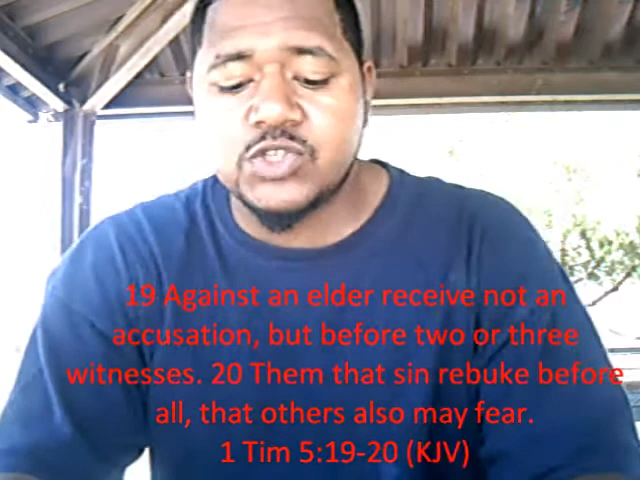 19 Against an elder receive not an
accusation, but before two or three
witnesses. 20 Them that sin rebuke before
all, that others also may fear.
1 Tim 5:19-20 (KJV)